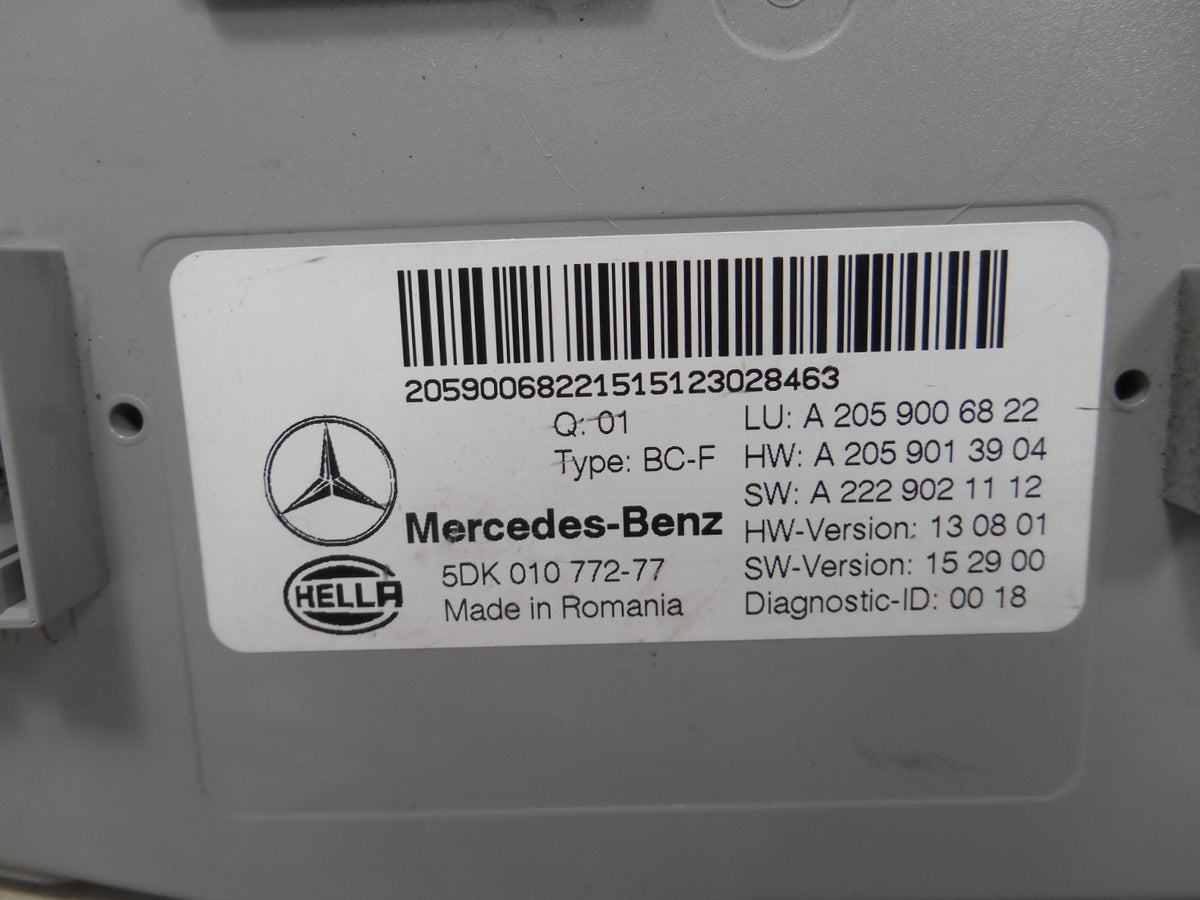 20590068221515123028463
Q: 01
Type: BC-F
LU: A 205 900 68 22
HW: A 205 901 39 04
SW: A 222 902 11 12
Mercedes-Benz
HW-Version: 13 08 01
5DK 010 772-77
SW-Version: 15 29 00
HELLA
Made in Romania
Diagnostic-ID: 00 18